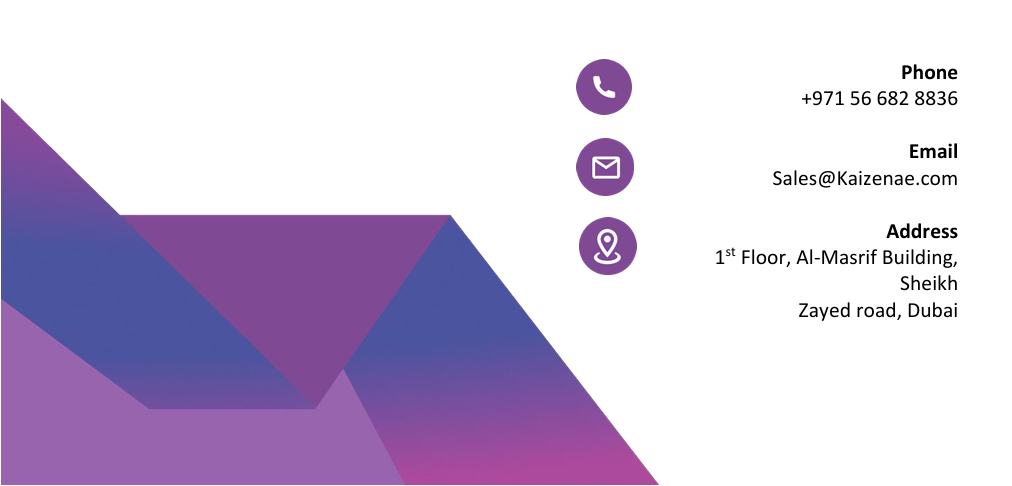 Phone
+971 56 682 8836
Email
Sales@Kaizenae.com
Address
1st Floor, Al-Masrif Building,
Sheikh
Zayed road, Dubai